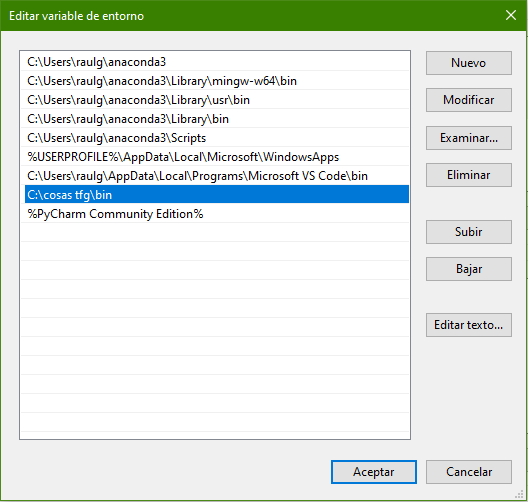 Editar variable de entorno
C:\Users\raulg\anaconda3
C:\Users\raulg\anaconda3\Library\mingw-w64\bin
C:\Users\raulg\anaconda3\Library\usr\bin
C:\Users\raulg\anaconda3\Library\bin
C:\Users\raulg\anaconda3\Scripts
%USERPROFILE%\AppData\Local\Microsoft\WindowsApps
C:\Users\raulg\AppData\Local\Programs\Microsoft VS Code\bin
C:\cosas tfg\bin
%PyCharm Community Edition%
Nuevo
Modificar
Examinar...
Eliminar
Subir
Bajar
Editar texto...
Aceptar
Cancelar